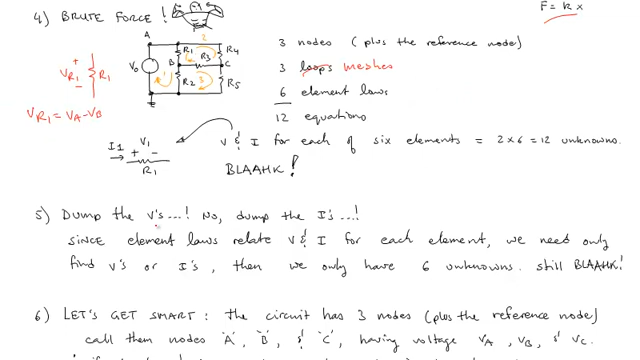 F = k x
4) BRUTE FORCE!
A
2
R1
R4
3 nodes (plus the reference node)
+
VR1
-
R1
V0
B
R3
C
1
R2
3
R5
3 loops meshes
6 element laws
12 equations
VR1 = VA - VB
I1
V1
+ -
R1
V & I for each of six elements = 2 x 6 = 12 unknowns.
BLAAHK!
5) Dump the V's ...! No, dump the I's ...!
SINCE element laws relate V & I for each element, we need only
find V's or I's, then we only have 6 unknowns. still BLAAHK!
6) LET'S GET SMART: the circuit has 3 nodes (plus the reference node)
call them nodes 'A', 'B', & 'C', having voltage VA, VB, & VC.